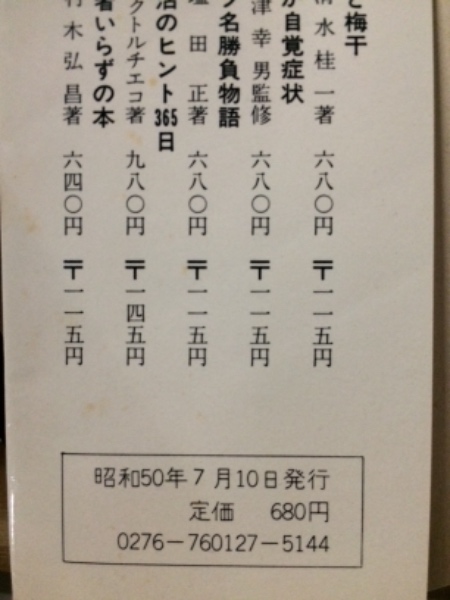 と梅干
清水桂一著 六八〇円 〒一一五円
が自覚症状
津幸男監修 六八〇円 〒一一五円
フ名勝負物語
塩田 正著 六八〇円 〒一一五円
活のヒント365日
クトルチエコ著 九八〇円 〒一四五円
者いらずの本
村木弘昌著 六四〇円 〒一一五円
昭和50年7月10日発行
定価 680円
0276-760127-5144